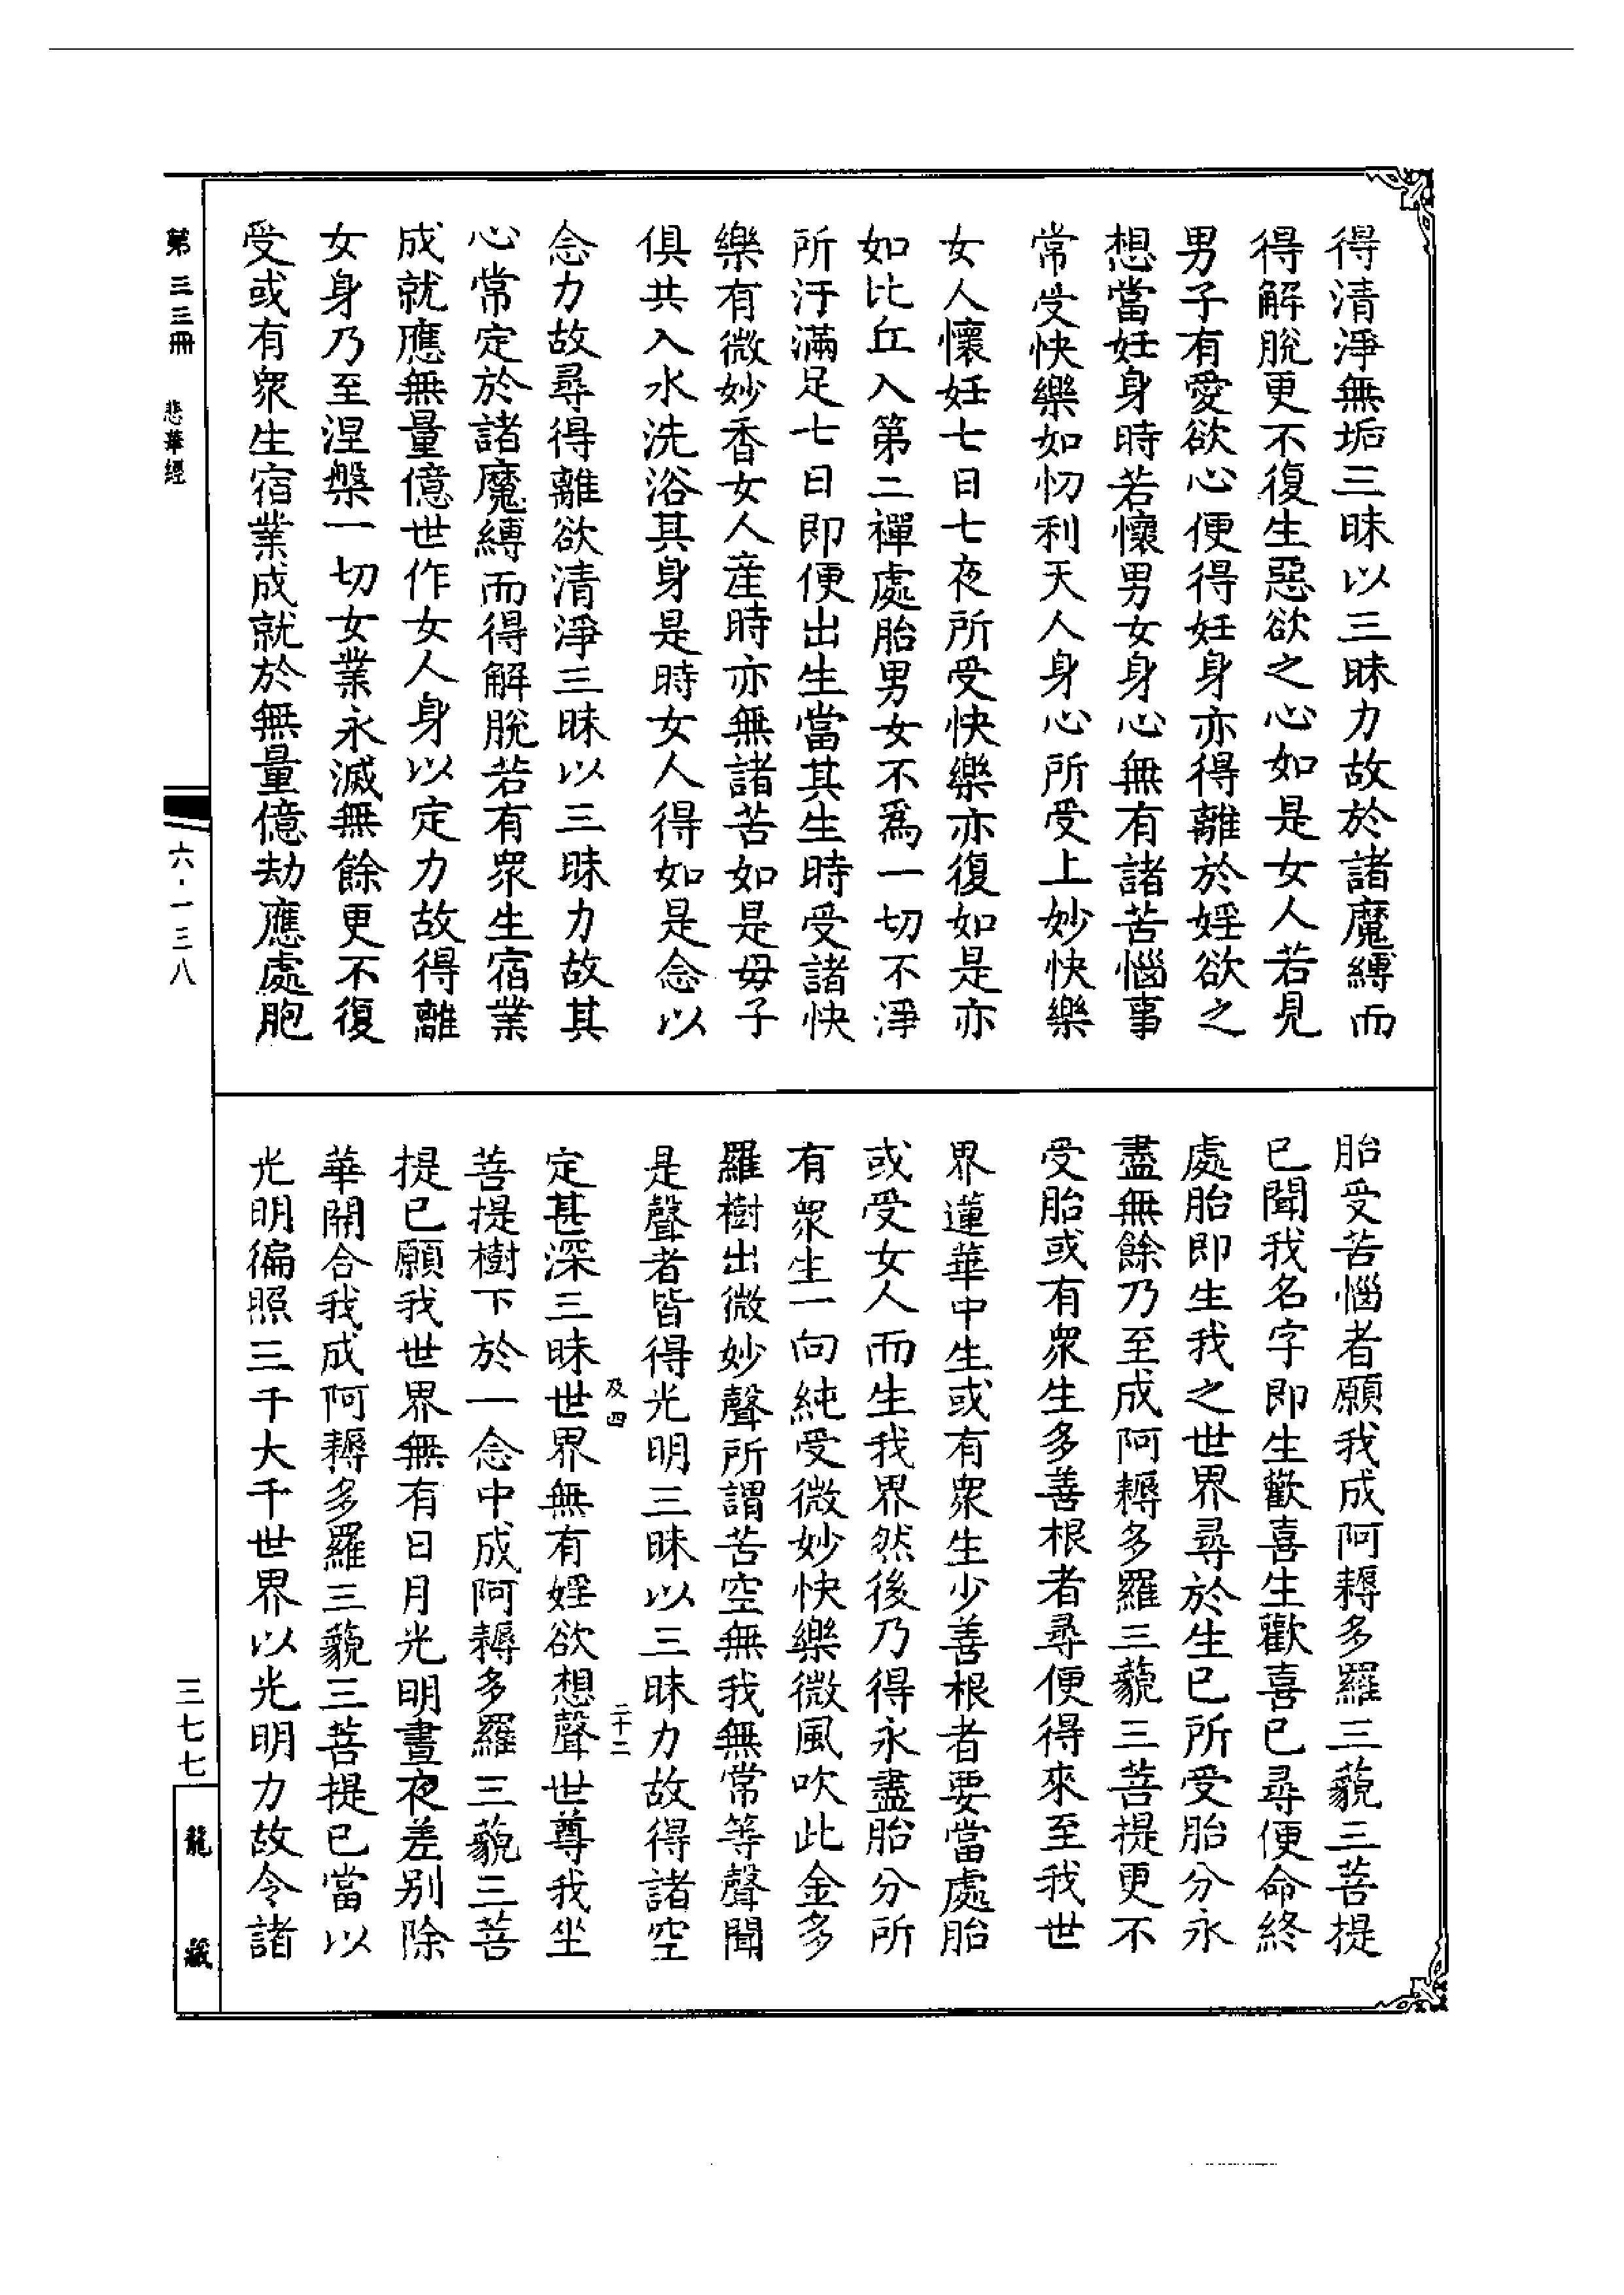 得清淨無垢三昧以三昧力故於諸魔縛而
得解脫更不復生惡欲之心如是女人若見
男子有愛欲心便得妊身亦得離於婬欲之
想當妊身時若懷男女身心無有諸苦惱事
常受快樂如忉利天人身心所受上妙快樂
女人懷妊七日七夜所受快樂亦復如是亦
如比丘入第二禪處胎男女不爲一切不淨
所汙滿足七日即便出生當其生時受諸快
樂有微妙香女人產時亦無諸苦如是毋子
俱共入水洗浴其身是時女人得如是念以
念力故尋得離欲清淨三昧以三昧力故其
心常定於諸魔縛而得解脫若有衆生宿業
成就應無量億世作女人身以定力故得離
女身乃至涅槃一切女業永滅無餘更不復
受或有衆生宿業成就於無量億劫應處胞
胎受苦惱者願我成阿耨多羅三藐三菩提
已聞我名字即生歡喜生歡喜已尋便命終
處胎即生我之世界尋於生已所受胎分永
盡無餘乃至成阿耨多羅三藐三菩提更不
受胎或有衆生多善根者尋便得來至我世
界蓮華中生或有衆生少善根者要當處胎
或受女人而生我界然後乃得永盡胎分所
有衆生一向純受微妙快樂微風吹此金多
羅樹出微妙聲所謂苦空無我無常等聲聞
是聲者皆得光明三昧以三昧力故得諸空
及四
二十二
定甚深三昧世界無有婬欲想聲世尊我坐
菩提樹下於一念中成阿耨多羅三藐三菩
提已願我世界無有日月光明晝夜差別除
華開合我成阿耨多羅三藐三菩提已當以
光明徧照三千大千世界以光明力故令諸
第三三冊 悲華經
六·一三八
三七七
龍藏